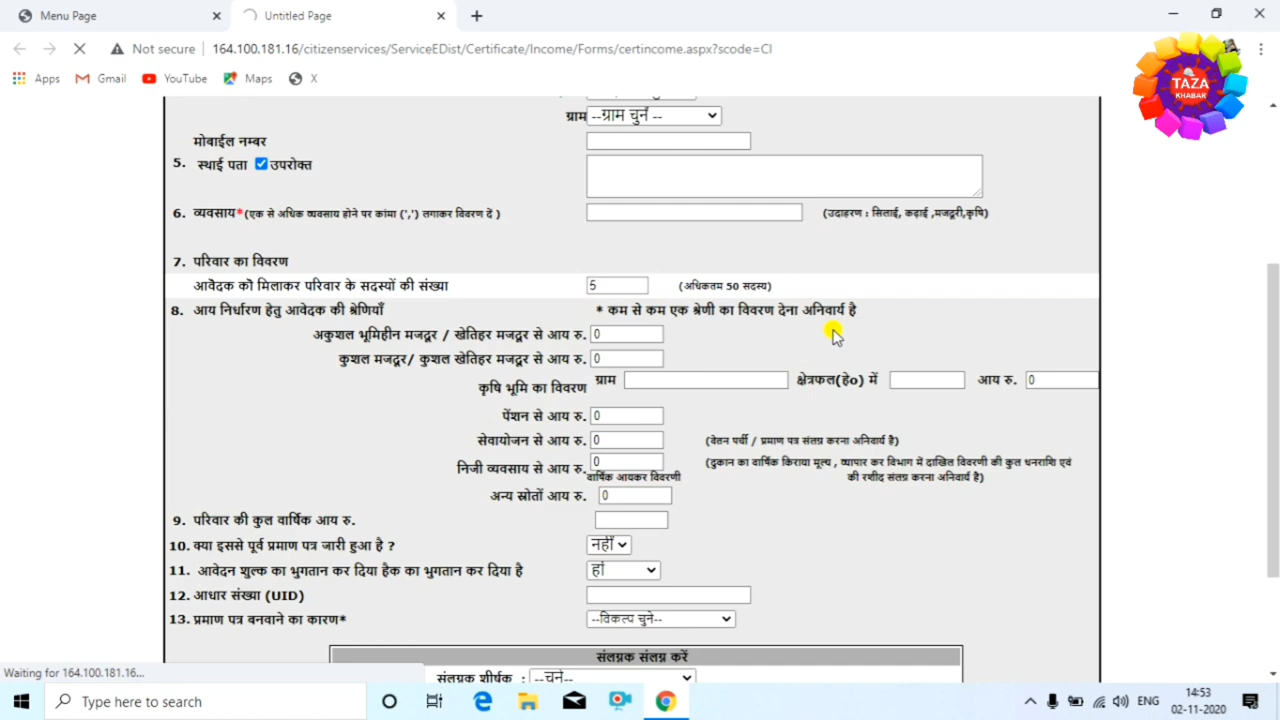 Menu Page
Untitled Page
Not secure 164.100.181.16/citizenservices/ServiceEDist/Certificate/Income/Forms/certincome.aspx?scode=CI
Apps Gmail YouTube Maps X
TAZA
KHABAR
ग्राम --ग्राम चुनें --
मोबाईल नम्बर
5. स्थाई पता उपरोक्त
6. व्यवसाय*(एक से अधिक व्यवसाय होने पर कांमा (',') लगाकर विवरण दें ) (उदाहरण : सिलाई, कढ़ाई ,मजदूरी,कृषि)
7. परिवार का विवरण
आवेदक को मिलाकर परिवार के सदस्यों की संख्या 5 (अधिकतम 50 सदस्य)
8. आय निर्धारण हेतु आवेदक की श्रेणियाँ * कम से कम एक श्रेणी का विवरण देना अनिवार्य है
अकुशल भूमिहीन मजदूर / खेतिहर मजदूर से आय रु. 0
कुशल मजदूर/ कुशल खेतिहर मजदूर से आय रु. 0
कृषि भूमि का विवरण ग्राम क्षेत्रफल(हेo) में आय रु. 0
पेंशन से आय रु. 0
सेवायोजन से आय रु. 0 (वेतन पर्ची / प्रमाण पत्र संलग्न करना अनिवार्य है)
निजी व्यवसाय से आय रु. 0 (दुकान का वार्षिक किराया मूल्य , व्यापार कर विभाग में दाखिल विवरणी की कुल धनराशि एवं
वार्षिक आयकर विवरणी की रशीद संलग्न करना अनिवार्य है)
अन्य स्रोतों आय रु. 0
9. परिवार की कुल वार्षिक आय रु.
10. क्या इससे पूर्व प्रमाण पत्र जारी हुआ है ? नहीं
11. आवेदन शुल्क का भुगतान कर दिया हैक का भुगतान कर दिया है हां
12. आधार संख्या (UID)
13. प्रमाण पत्र बनवाने का कारण* --विकल्प चुने--
संलग्नक संलग्न करें
संलग्नक शीर्षक : --चुनें--
Waiting for 164.100.181.16...
Type here to search
ENG
14:53
02-11-2020